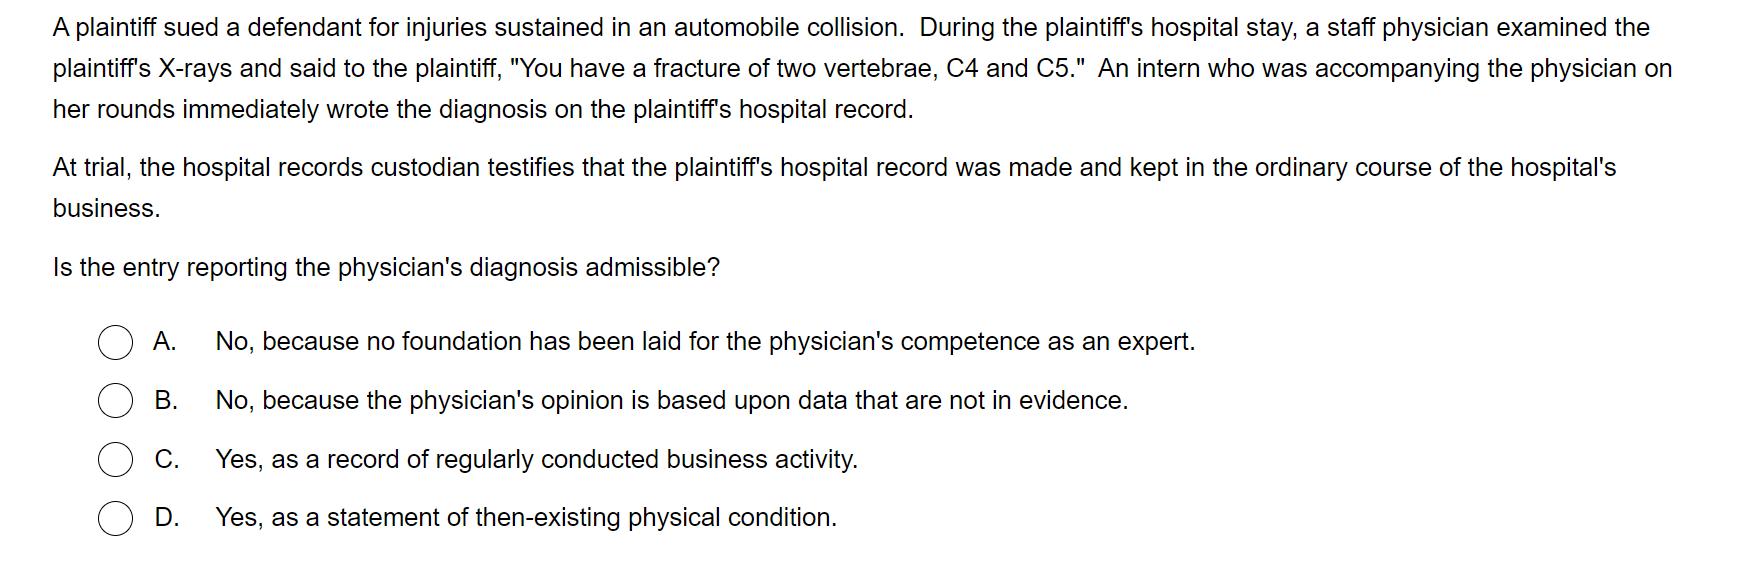 A plaintiff sued a defendant for injuries sustained in an automobile collision.  During the plaintiff's hospital stay, a staff physician examined the
plaintiff's X-rays and said to the plaintiff, "You have a fracture of two vertebrae, C4 and C5."  An intern who was accompanying the physician on
her rounds immediately wrote the diagnosis on the plaintiff's hospital record.
At trial, the hospital records custodian testifies that the plaintiff's hospital record was made and kept in the ordinary course of the hospital's
business.
Is the entry reporting the physician's diagnosis admissible?
A. No, because no foundation has been laid for the physician's competence as an expert.
B. No, because the physician's opinion is based upon data that are not in evidence.
C. Yes, as a record of regularly conducted business activity.
D. Yes, as a statement of then-existing physical condition.